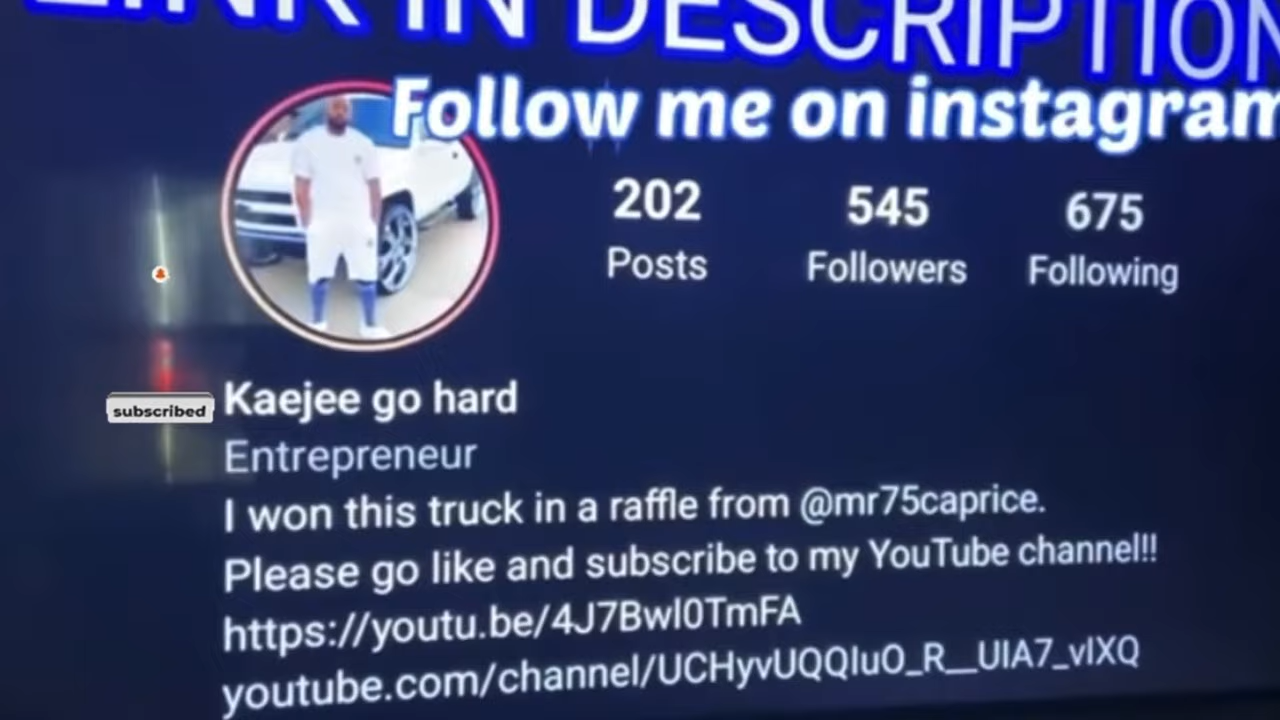 LINK IN DESCRIPTION
Follow me on instagram
202 545 675
Posts Followers Following
subscribed
Kaejee go hard
Entrepreneur
I won this truck in a raffle from @mr75caprice.
Please go like and subscribe to my YouTube channel!!
https://youtu.be/4J7Bwl0TmFA
youtube.com/channel/UCHyvUQQIuO_R__UIA7_vIXQ